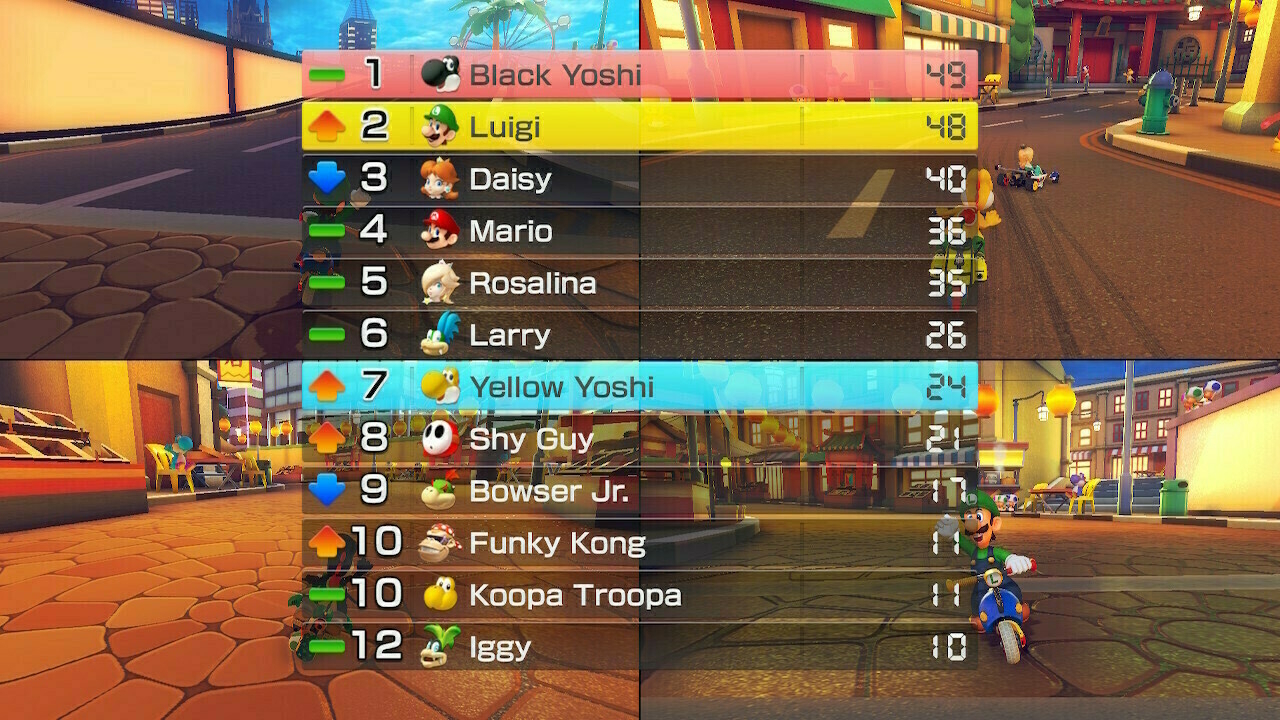 1 Black Yoshi 49
2 Luigi 48
3 Daisy 40
4 Mario 36
5 Rosalina 35
6 Larry 26
7 Yellow Yoshi 24
8 Shy Guy 21
9 Bowser Jr. 17
10 Funky Kong 11
10 Koopa Troopa 11
12 Iggy 10